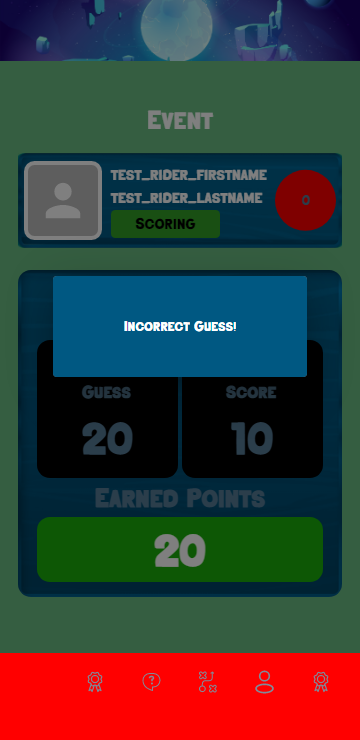 Event
TEST_RIDER_FIRSTNAME
TEST_RIDER_LASTNAME
0
Scoring
Incorrect Guess!
Guess
Score
20
10
Earned Points
20